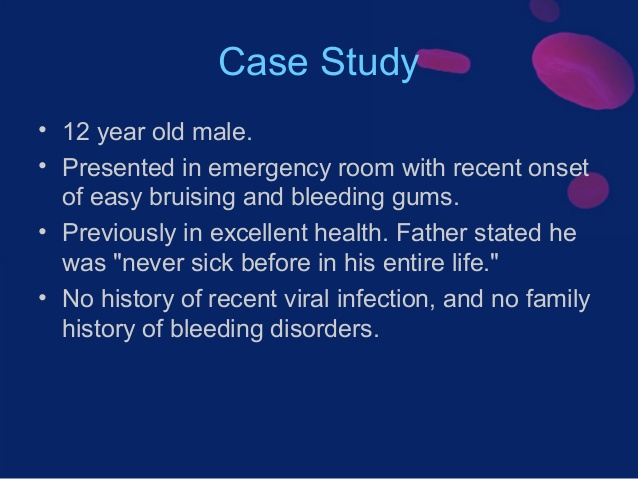 Case Study
• 12 year old male.
• Presented in emergency room with recent onset
of easy bruising and bleeding gums.
• Previously in excellent health. Father stated he
was "never sick before in his entire life."
• No history of recent viral infection, and no family
history of bleeding disorders.